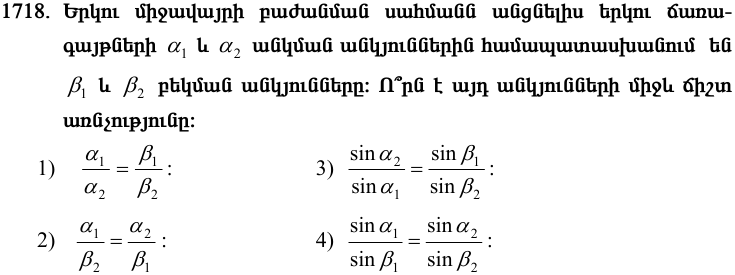 1718. Երկու միջավայրի բաժանման սահմանն անցնելիս երկու ճառա-
գայթների α₁ և α₂ անկման անկյուններին համապատասխանում են
β₁ և β₂ բեկման անկյունները: Ո՞րն է այդ անկյունների միջև ճիշտ
առնչությունը:
1) α₁/α₂ = β₁/β₂ : 3) sin α₂/sin α₁ = sin β₁/sin β₂ :
2) α₁/β₂ = α₂/β₁ : 4) sin α₁/sin β₁ = sin α₂/sin β₂ :